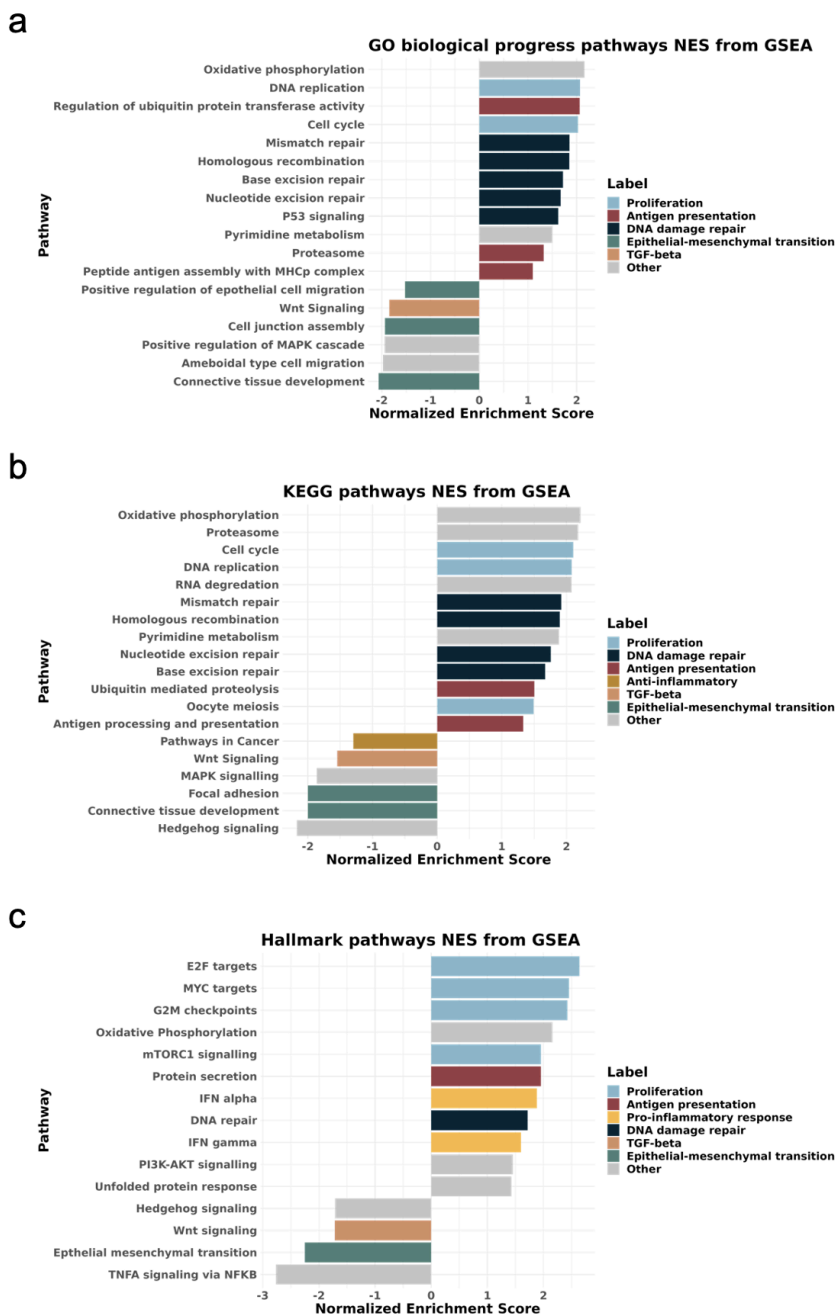 a
GO biological progress pathways NES from GSEA
Pathway
Oxidative phosphorylation
DNA replication
Regulation of ubiquitin protein transferase activity
Cell cycle
Mismatch repair
Homologous recombination
Base excision repair
Nucleotide excision repair
P53 signaling
Pyrimidine metabolism
Proteasome
Peptide antigen assembly with MHCp complex
Positive regulation of epothelial cell migration
Wnt Signaling
Cell junction assembly
Positive regulation of MAPK cascade
Ameboidal type cell migration
Connective tissue development
-2 -1 0 1 2
Normalized Enrichment Score
Label
Proliferation
Antigen presentation
DNA damage repair
Epithelial-mesenchymal transition
TGF-beta
Other
b
KEGG pathways NES from GSEA
Pathway
Oxidative phosphorylation
Proteasome
Cell cycle
DNA replication
RNA degredation
Mismatch repair
Homologous recombination
Pyrimidine metabolism
Nucleotide excision repair
Base excision repair
Ubiquitin mediated proteolysis
Oocyte meiosis
Antigen processing and presentation
Pathways in Cancer
Wnt Signaling
MAPK signalling
Focal adhesion
Connective tissue development
Hedgehog signaling
-2 -1 0 1 2
Normalized Enrichment Score
Label
Proliferation
DNA damage repair
Antigen presentation
Anti-inflammatory
TGF-beta
Epithelial-mesenchymal transition
Other
c
Hallmark pathways NES from GSEA
Pathway
E2F targets
MYC targets
G2M checkpoints
Oxidative Phosphorylation
mTORC1 signalling
Protein secretion
IFN alpha
DNA repair
IFN gamma
PI3K-AKT signalling
Unfolded protein response
Hedgehog signaling
Wnt signaling
Epthelial mesenchymal transition
TNFA signaling via NFKB
-3 -2 -1 0 1 2
Normalized Enrichment Score
Label
Proliferation
Antigen presentation
Pro-inflammatory response
DNA damage repair
TGF-beta
Epithelial-mesenchymal transition
Other